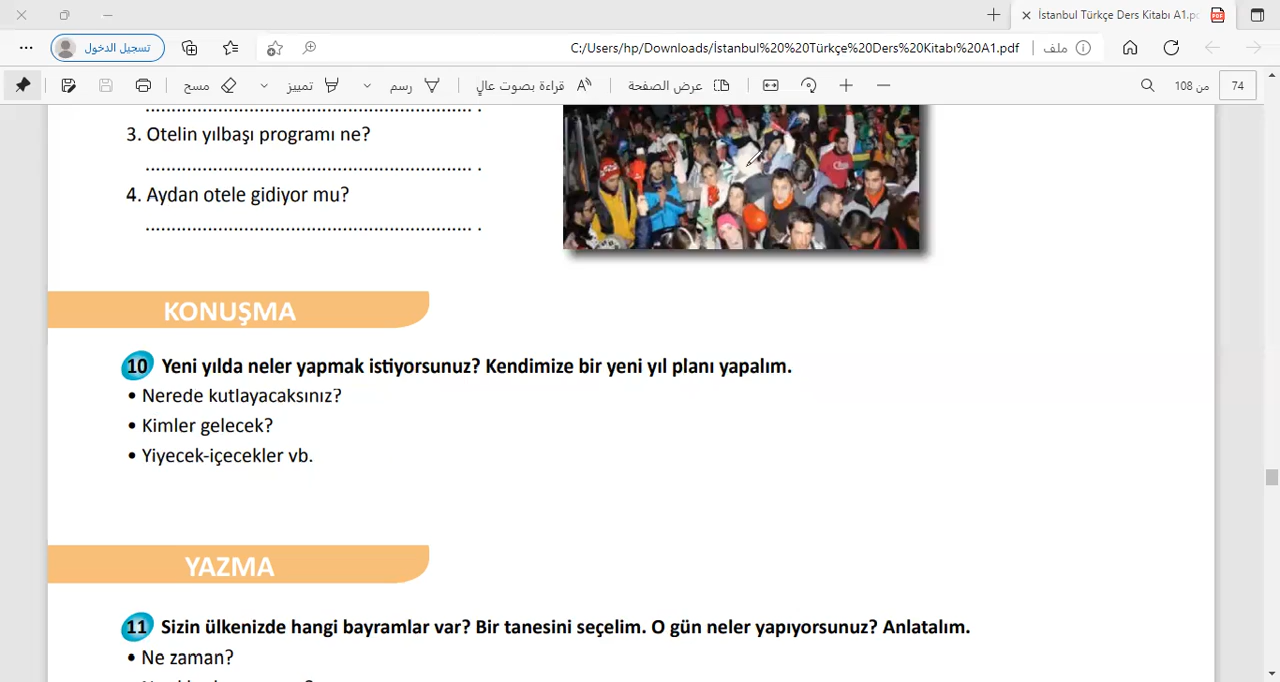 İstanbul Türkçe Ders Kitabı A1.pc
تسجيل الدخول
ملف
C:/Users/hp/Downloads/İstanbul%20%20Türkçe%20Ders%20Kitabı%20A1.pdf
مسح
تمييز
رسم
قراءة بصوت عالٍ
عرض الصفحة
من 108
74
3. Otelin yılbaşı programı ne?
.............................................................. .
4. Aydan otele gidiyor mu?
.............................................................. .
KONUŞMA
10 Yeni yılda neler yapmak istiyorsunuz? Kendimize bir yeni yıl planı yapalım.
• Nerede kutlayacaksınız?
• Kimler gelecek?
• Yiyecek-içecekler vb.
YAZMA
11 Sizin ülkenizde hangi bayramlar var? Bir tanesini seçelim. O gün neler yapıyorsunuz? Anlatalım.
• Ne zaman?